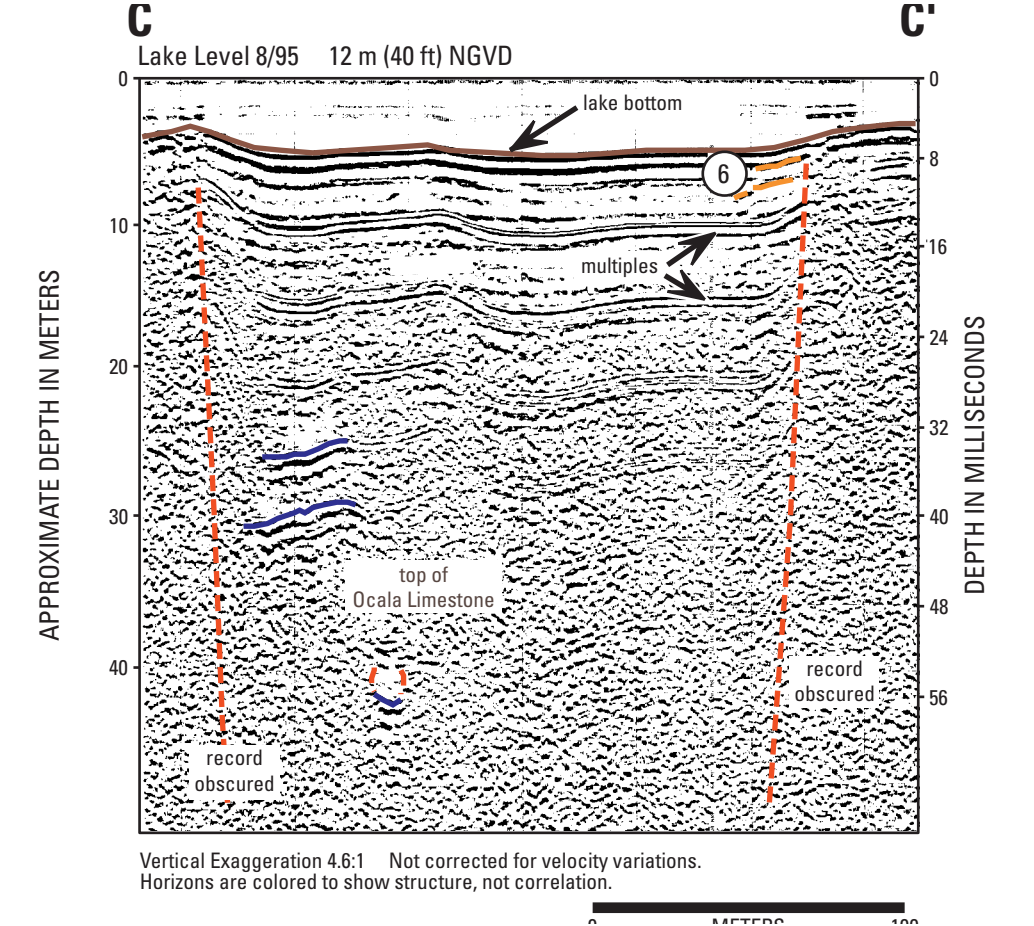 C C'
Lake Level 8/95 12 m (40 ft) NGVD
0 0
lake bottom
8
6
10
16
multiples
24
20
32
30 40
top of
Ocala Limestone
48
40
record
obscured
56
record
obscured
APPROXIMATE DEPTH IN METERS
DEPTH IN MILLISECONDS
Vertical Exaggeration 4.6:1 Not corrected for velocity variations.
Horizons are colored to show structure, not correlation.
0 METERS 100